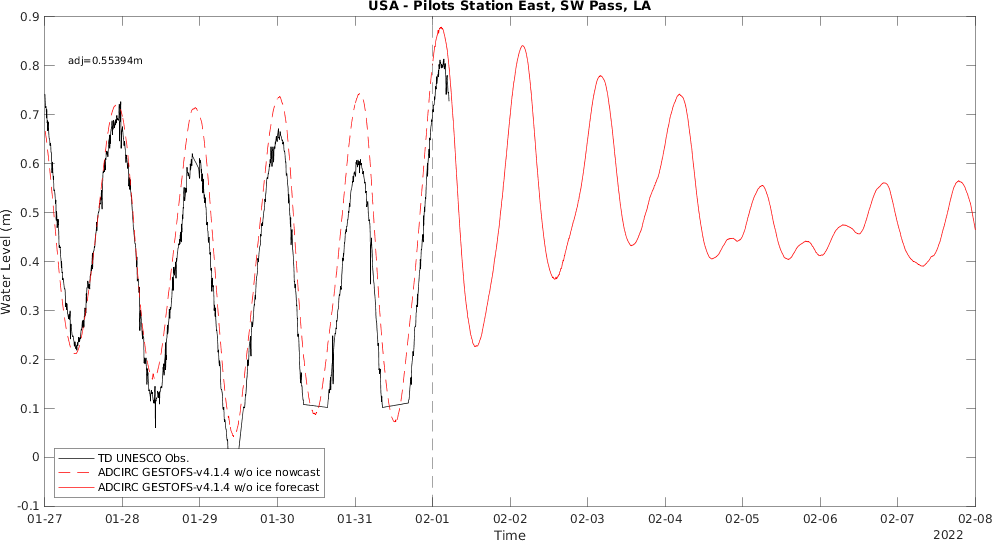 USA - Pilots Station East, SW Pass, LA
adj=0.55394m
Water Level (m)
0.9
0.8
0.7
0.6
0.5
0.4
0.3
0.2
0.1
0
-0.1
TD UNESCO Obs.
ADCIRC GESTOFS-v4.1.4 w/o ice nowcast
ADCIRC GESTOFS-v4.1.4 w/o ice forecast
01-27 01-28 01-29 01-30 01-31 02-01 02-02 02-03 02-04 02-05 02-06 02-07 02-08
Time
2022